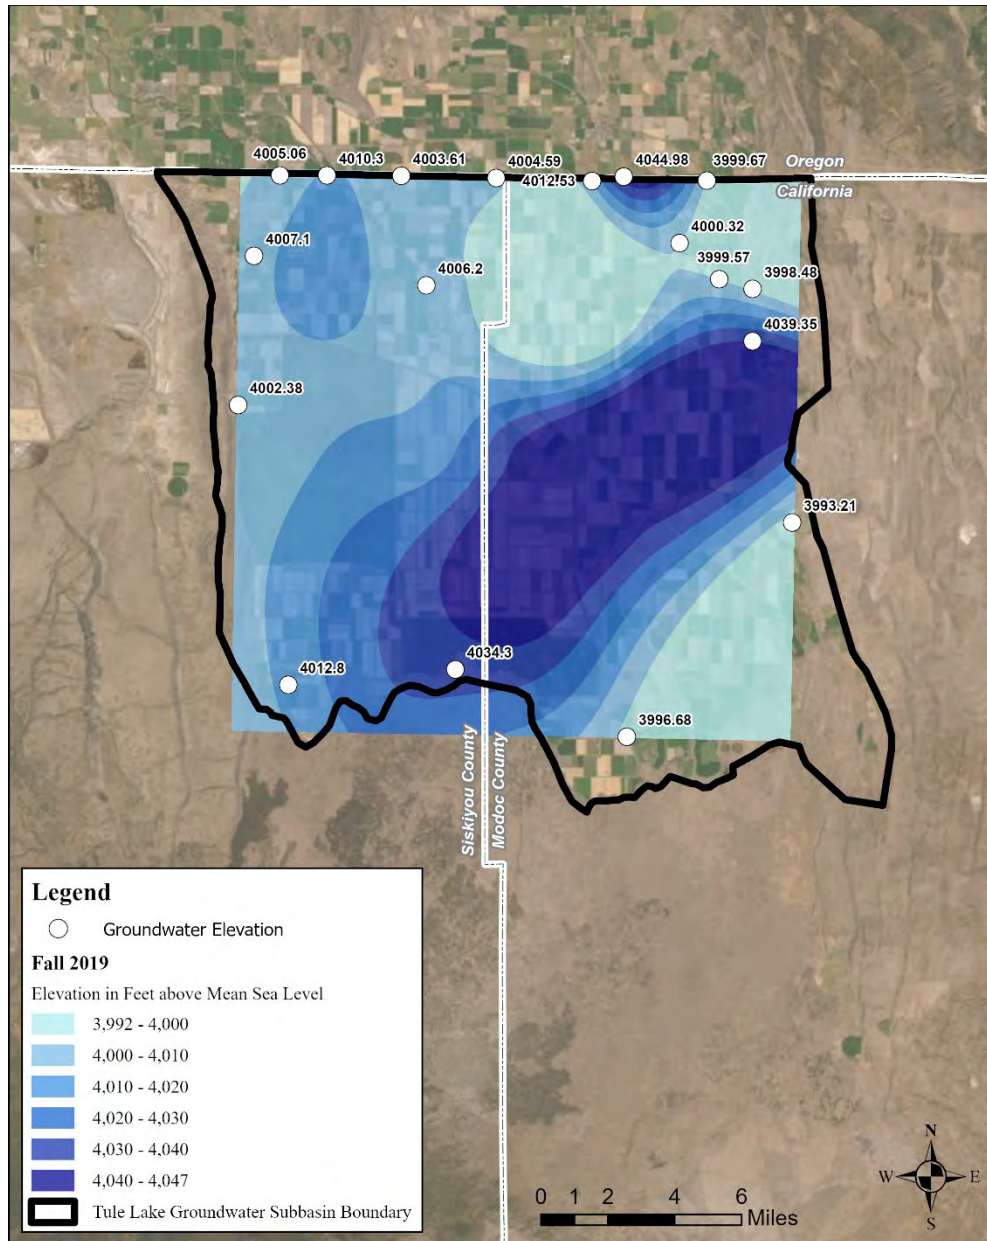 4005.06
4010.3
4003.61
4004.59
4044.98
3999.67
Oregon
4012.53
California
4000.32
4007.1
3999.57
3998.48
4006.2
4039.35
4002.38
3993.21
4034.3
4012.8
3996.68
Siskiyou County
Modoc County
Legend
Groundwater Elevation
Fall 2019
Elevation in Feet above Mean Sea Level
3,992 - 4,000
4,000 - 4,010
4,010 - 4,020
4,020 - 4,030
4,030 - 4,040
4,040 - 4,047
Tule Lake Groundwater Subbasin Boundary
N
W E
S
0 1 2 4 6
Miles